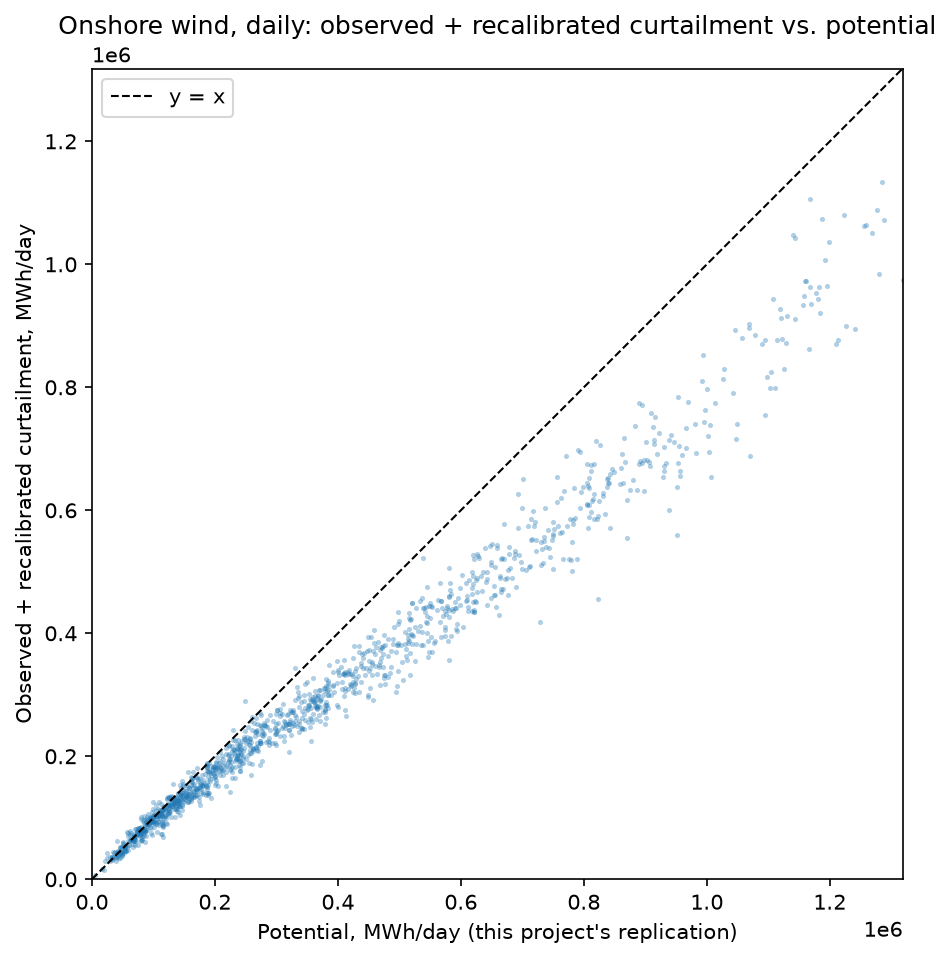 Onshore wind, daily: observed + recalibrated curtailment vs. potential
1e6
y = x
1.2
1.0
0.8
0.6
0.4
0.2
0.0
Observed + recalibrated curtailment, MWh/day
0.0 0.2 0.4 0.6 0.8 1.0 1.2
Potential, MWh/day (this project's replication)
1e6